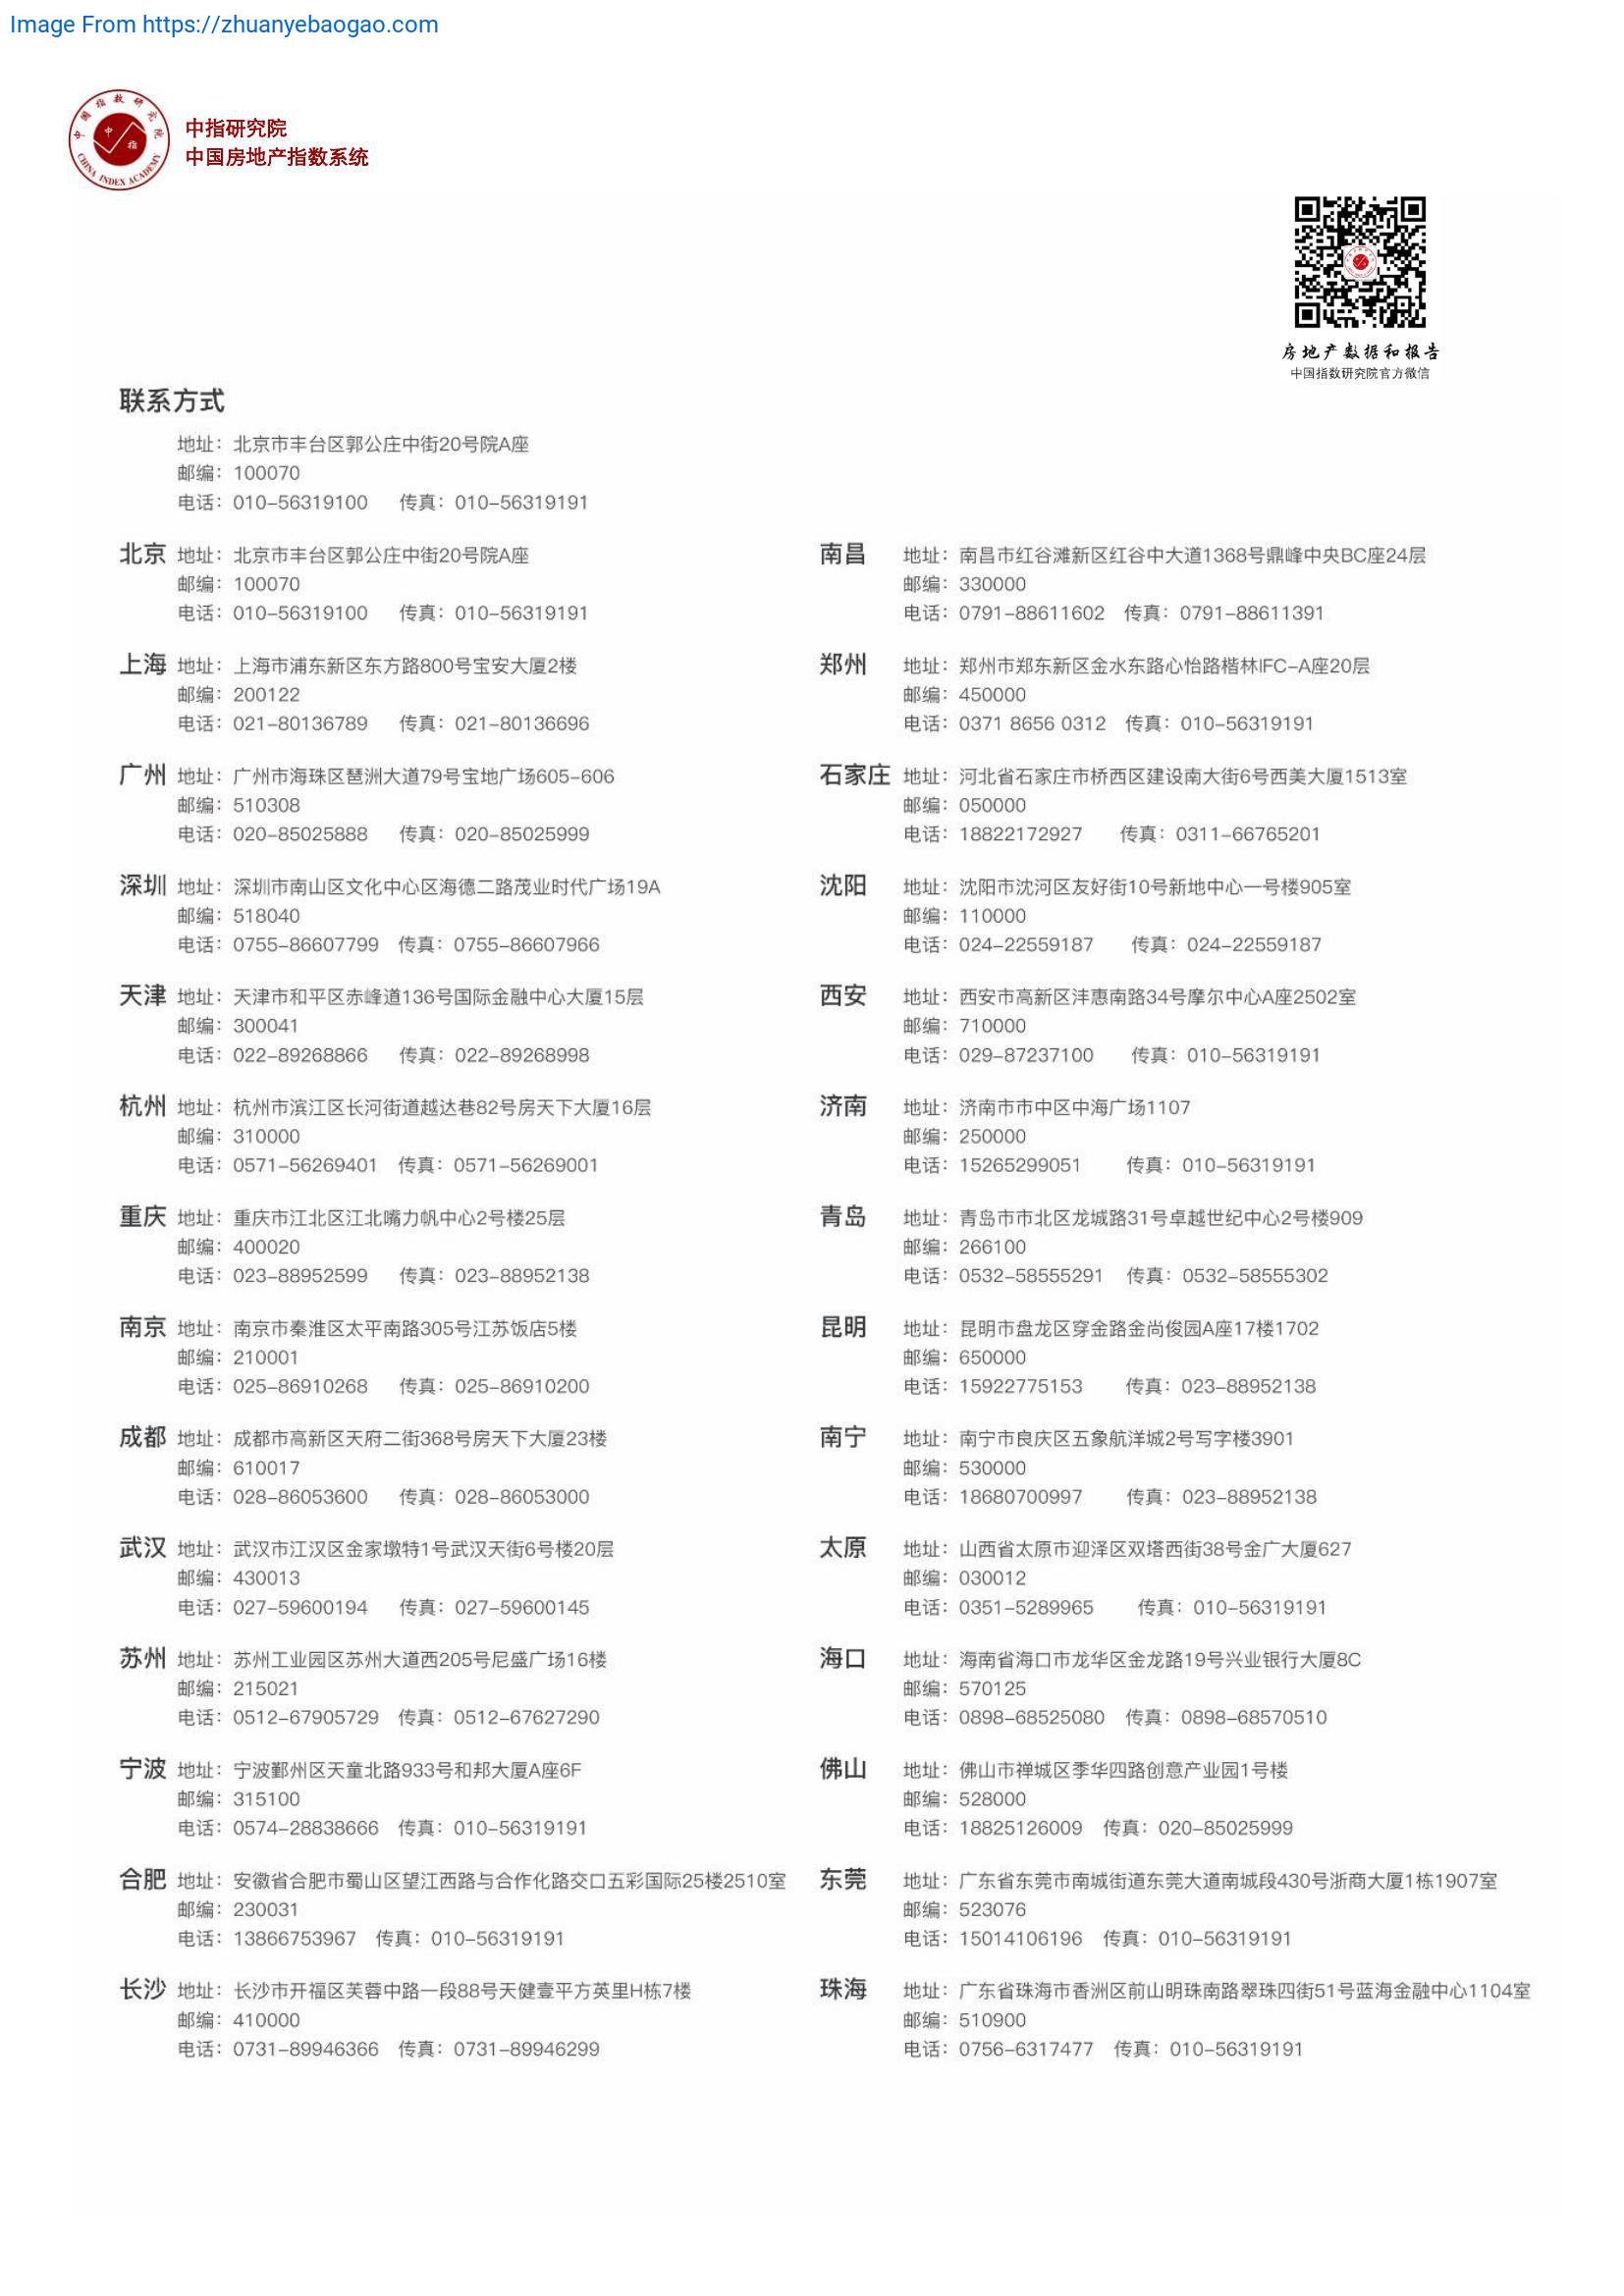 Image From https://zhuanyebaogao.com
中国指数研究院
中指
CHINA INDEX ACADEMY
中指研究院
中国房地产指数系统
房地产数据和报告
中国指数研究院官方微信
联系方式
地址：北京市丰台区郭公庄中街20号院A座
邮编：100070
电话：010-56319100 传真：010-56319191
北京 地址：北京市丰台区郭公庄中街20号院A座
邮编：100070
电话：010-56319100 传真：010-56319191
上海 地址：上海市浦东新区东方路800号宝安大厦2楼
邮编：200122
电话：021-80136789 传真：021-80136696
广州 地址：广州市海珠区琶洲大道79号宝地广场605-606
邮编：510308
电话：020-85025888 传真：020-85025999
深圳 地址：深圳市南山区文化中心区海德二路茂业时代广场19A
邮编：518040
电话：0755-86607799 传真：0755-86607966
天津 地址：天津市和平区赤峰道136号国际金融中心大厦15层
邮编：300041
电话：022-89268866 传真：022-89268998
杭州 地址：杭州市滨江区长河街道越达巷82号房天下大厦16层
邮编：310000
电话：0571-56269401 传真：0571-56269001
重庆 地址：重庆市江北区江北嘴力帆中心2号楼25层
邮编：400020
电话：023-88952599 传真：023-88952138
南京 地址：南京市秦淮区太平南路305号江苏饭店5楼
邮编：210001
电话：025-86910268 传真：025-86910200
成都 地址：成都市高新区天府二街368号房天下大厦23楼
邮编：610017
电话：028-86053600 传真：028-86053000
武汉 地址：武汉市江汉区金家墩特1号武汉天街6号楼20层
邮编：430013
电话：027-59600194 传真：027-59600145
苏州 地址：苏州工业园区苏州大道西205号尼盛广场16楼
邮编：215021
电话：0512-67905729 传真：0512-67627290
宁波 地址：宁波鄞州区天童北路933号和邦大厦A座6F
邮编：315100
电话：0574-28838666 传真：010-56319191
合肥 地址：安徽省合肥市蜀山区望江西路与合作化路交口五彩国际25楼2510室
邮编：230031
电话：13866753967 传真：010-56319191
长沙 地址：长沙市开福区芙蓉中路一段88号天健壹平方英里H栋7楼
邮编：410000
电话：0731-89946366 传真：0731-89946299
南昌 地址：南昌市红谷滩新区红谷中大道1368号鼎峰中央BC座24层
邮编：330000
电话：0791-88611602 传真：0791-88611391
郑州 地址：郑州市郑东新区金水东路心怡路楷林IFC-A座20层
邮编：450000
电话：0371 8656 0312 传真：010-56319191
石家庄 地址：河北省石家庄市桥西区建设南大街6号西美大厦1513室
邮编：050000
电话：18822172927 传真：0311-66765201
沈阳 地址：沈阳市沈河区友好街10号新地中心一号楼905室
邮编：110000
电话：024-22559187 传真：024-22559187
西安 地址：西安市高新区沣惠南路34号摩尔中心A座2502室
邮编：710000
电话：029-87237100 传真：010-56319191
济南 地址：济南市市中区中海广场1107
邮编：250000
电话：15265299051 传真：010-56319191
青岛 地址：青岛市市北区龙城路31号卓越世纪中心2号楼909
邮编：266100
电话：0532-58555291 传真：0532-58555302
昆明 地址：昆明市盘龙区穿金路金尚俊园A座17楼1702
邮编：650000
电话：15922775153 传真：023-88952138
南宁 地址：南宁市良庆区五象航洋城2号写字楼3901
邮编：530000
电话：18680700997 传真：023-88952138
太原 地址：山西省太原市迎泽区双塔西街38号金广大厦627
邮编：030012
电话：0351-5289965 传真：010-56319191
海口 地址：海南省海口市龙华区金龙路19号兴业银行大厦8C
邮编：570125
电话：0898-68525080 传真：0898-68570510
佛山 地址：佛山市禅城区季华四路创意产业园1号楼
邮编：528000
电话：18825126009 传真：020-85025999
东莞 地址：广东省东莞市南城街道东莞大道南城段430号浙商大厦1栋1907室
邮编：523076
电话：15014106196 传真：010-56319191
珠海 地址：广东省珠海市香洲区前山明珠南路翠珠四街51号蓝海金融中心1104室
邮编：510900
电话：0756-6317477 传真：010-56319191